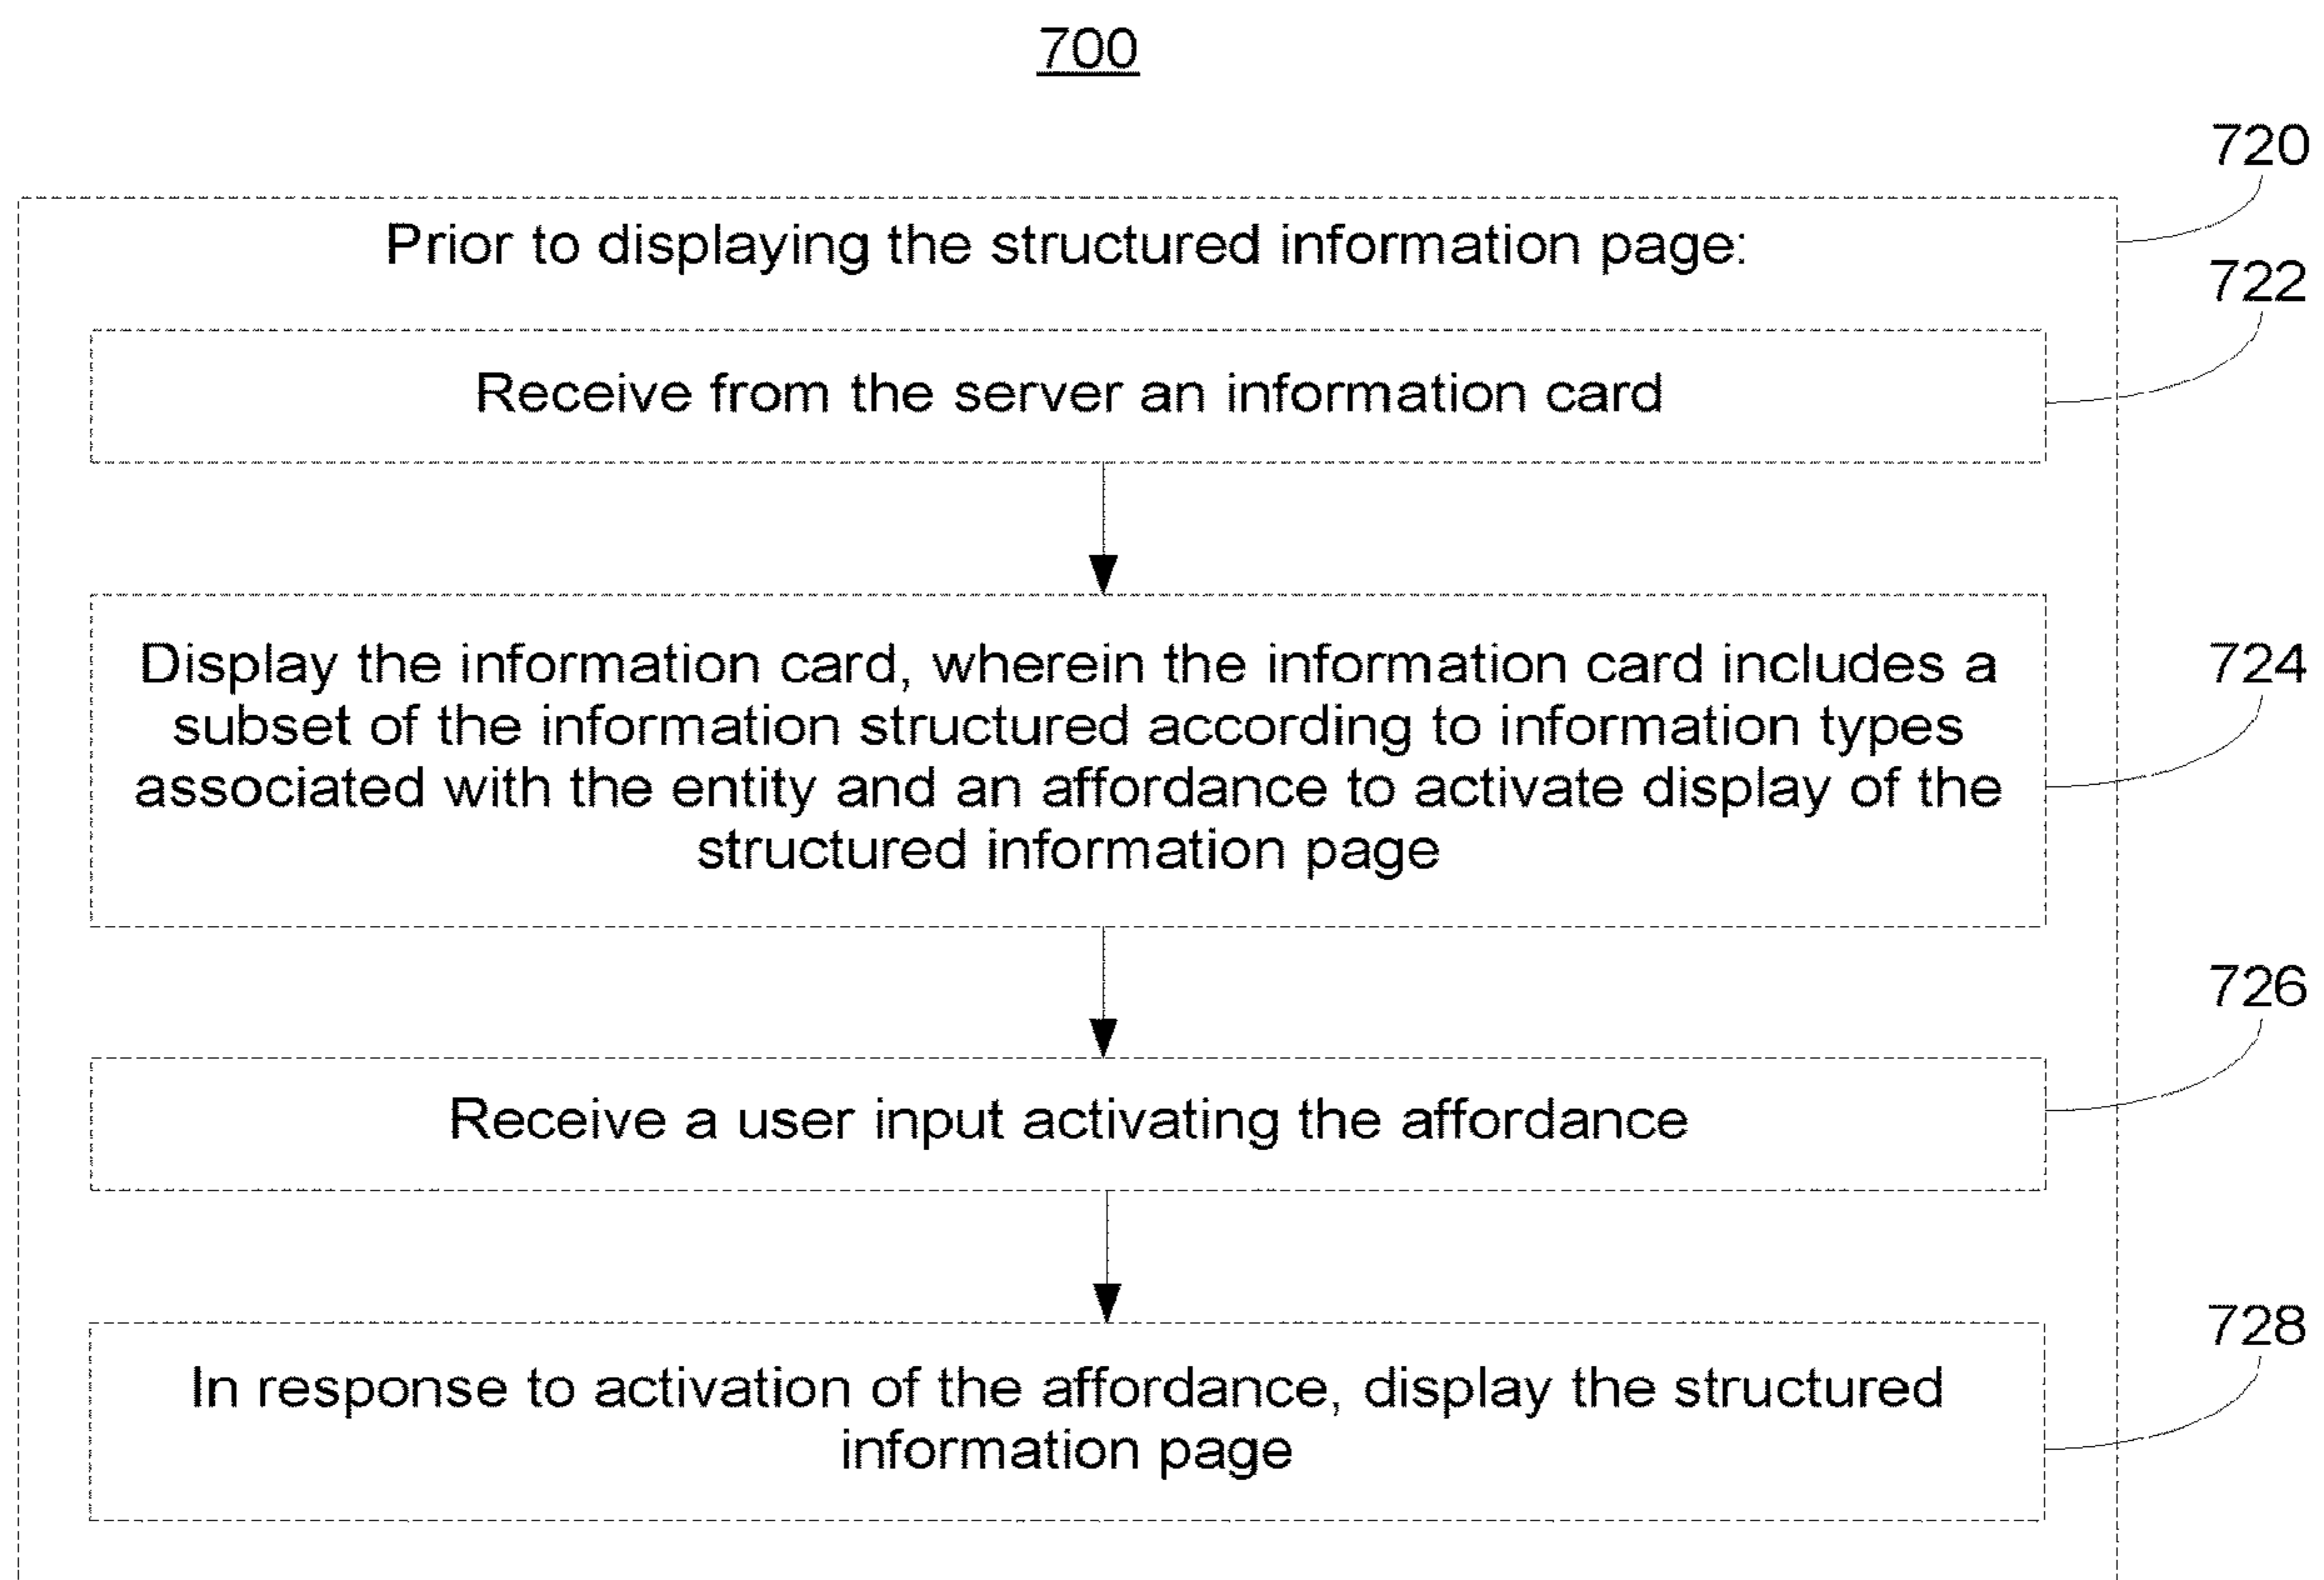 700
720
Prior to displaying the structured information page:
722
Receive from the server an information card
Display the information card, wherein the information card includes a
724
subset of the information structured according to information types
associated with the entity and an affordance to activate display of the
structured information page
726
Receive a user input activating the affordance
728
In response to activation of the affordance, display the structured
information page